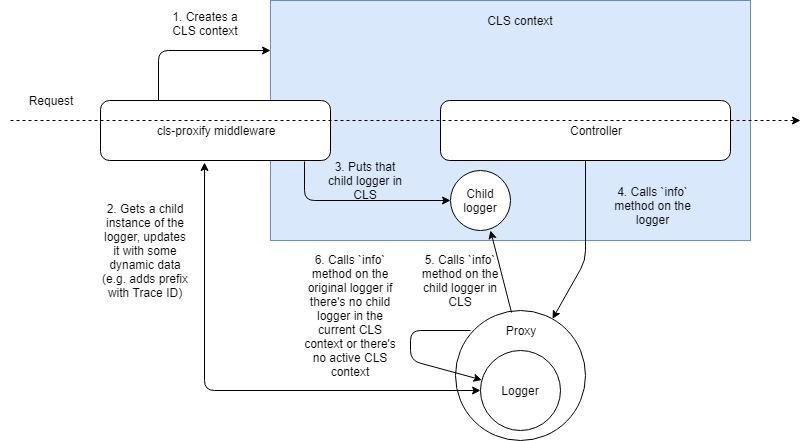 1. Creates a
CLS context
CLS context
Request
cls-proxify middleware
Controller
3. Puts that
child logger in
CLS
Child
logger
4. Calls `info`
method on the
logger
2. Gets a child
instance of the
logger, updates
it with some
dynamic data
(e.g. adds prefix
with Trace ID)
6. Calls `info`
method on the
original logger if
there's no child
logger in the
current CLS
context or there's
no active CLS
context
5. Calls `info`
method on the
child logger in
CLS
Proxy
Logger